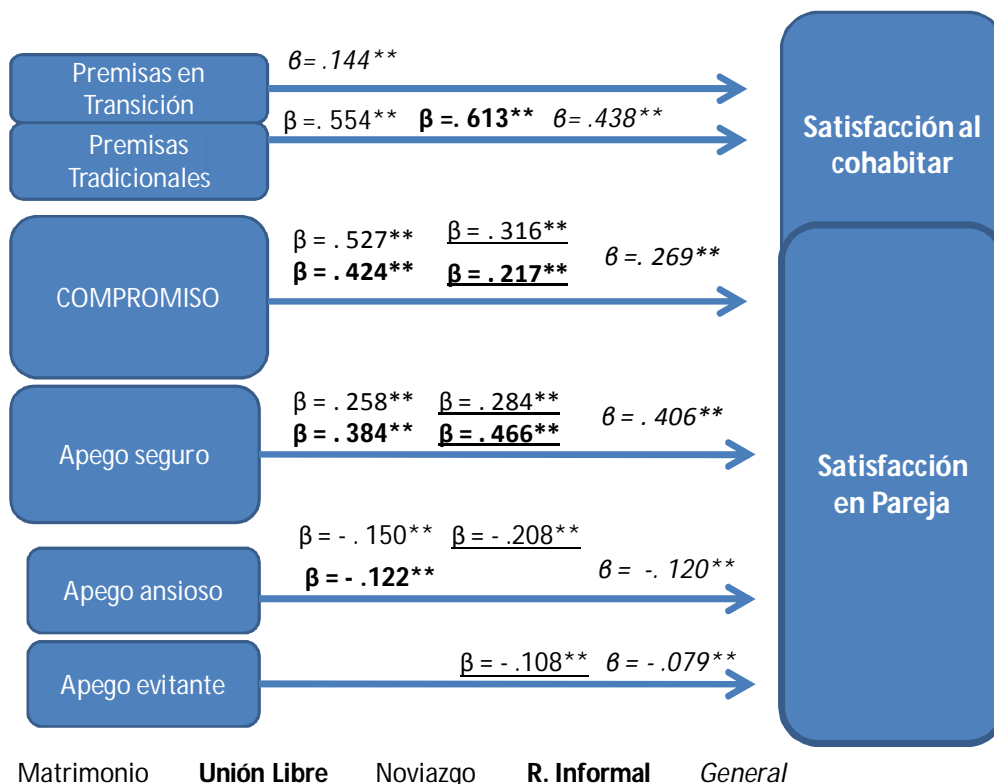 β= .144**
Premisas en
Transición
β =. 554** β =. 613** β= .438**
Premisas
Tradicionales
Satisfacción al
cohabitar
β = . 527** β = . 316**
β = . 424** β = . 217**
β =. 269**
COMPROMISO
β = . 258** β = . 284**
β = . 384** β = . 466**
β = . 406**
Apego seguro
Satisfacción
en Pareja
β = - . 150** β = - .208**
β = - .122**
β = -. 120**
Apego ansioso
β = - .108** β = - .079**
Apego evitante
Matrimonio Unión Libre Noviazgo R. Informal General